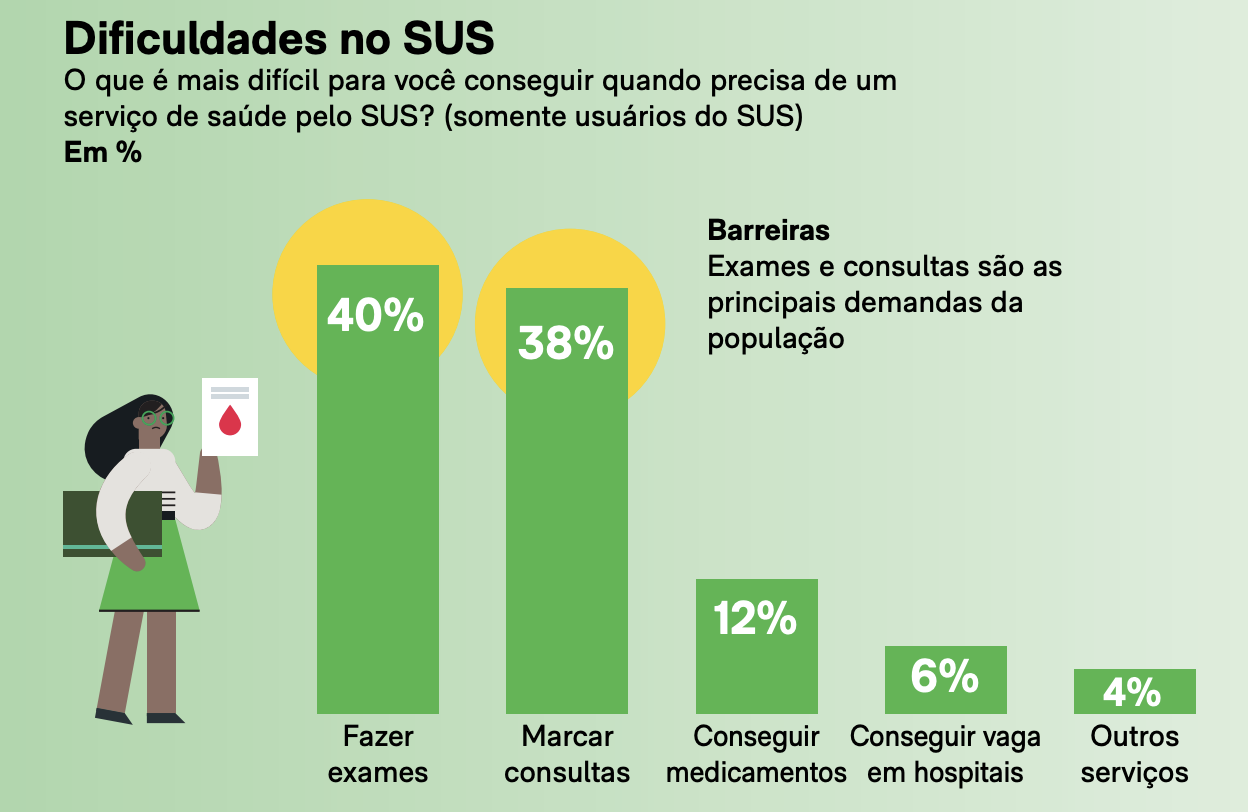 Dificuldades no SUS
O que é mais difícil para você conseguir quando precisa de um
serviço de saúde pelo SUS? (somente usuários do SUS)
Em %
Barreiras
Exames e consultas são as
principais demandas da
população
40%
38%
12%
6%
4%
Fazer
exames
Marcar
consultas
Conseguir
medicamentos
Conseguir vaga
em hospitais
Outros
serviços